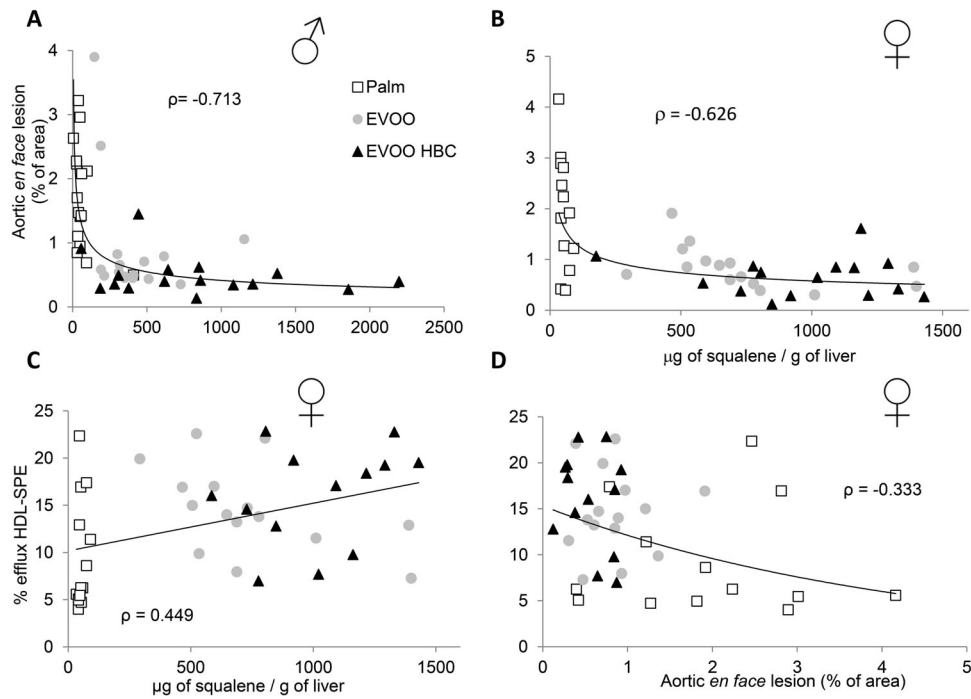 A
♂
Aortic en face lesion
(% of area)
4
3
2
1
0
ρ= -0.713
Palm
EVOO
EVOO HBC
0 500 1000 1500 2000 2500
B
♀
5
4
3
2
1
0
ρ = -0.626
0 500 1000 1500
μg of squalene / g of liver
C
♀
% efflux HDL-SPE
25
20
15
10
5
0
ρ = 0.449
0 500 1000 1500
μg of squalene / g of liver
D
♀
25
20
15
10
5
0
ρ = -0.333
0 1 2 3 4 5
Aortic en face lesion (% of area)